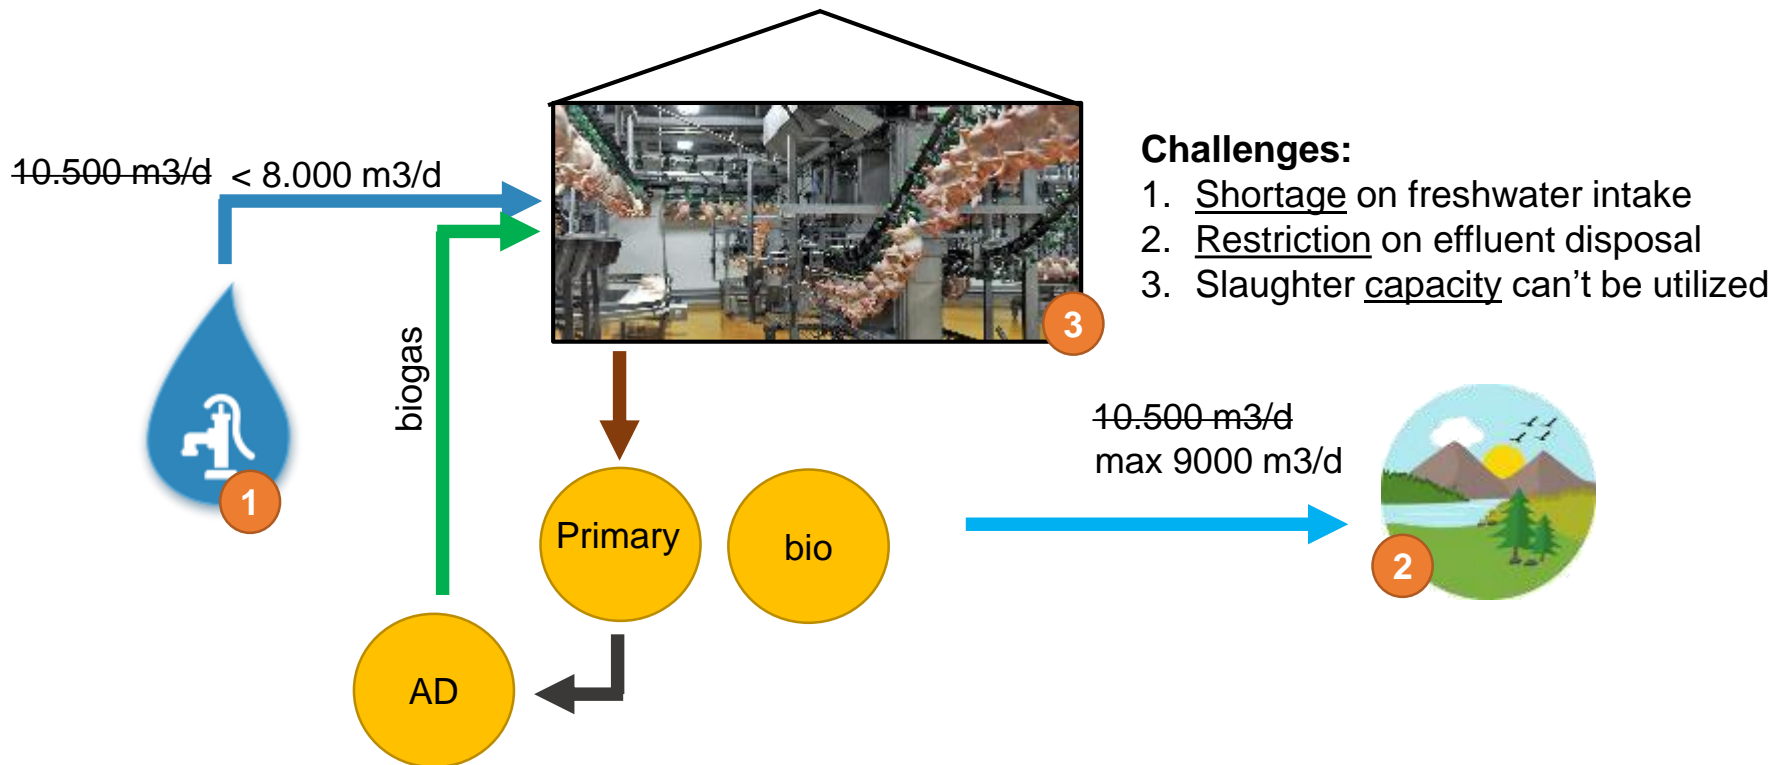 10.500 m3/d < 8.000 m3/d
Challenges:
1. Shortage on freshwater intake
2. Restriction on effluent disposal
3. Slaughter capacity can't be utilized
3
biogas
1
10.500 m3/d
max 9000 m3/d
Primary
bio
2
AD